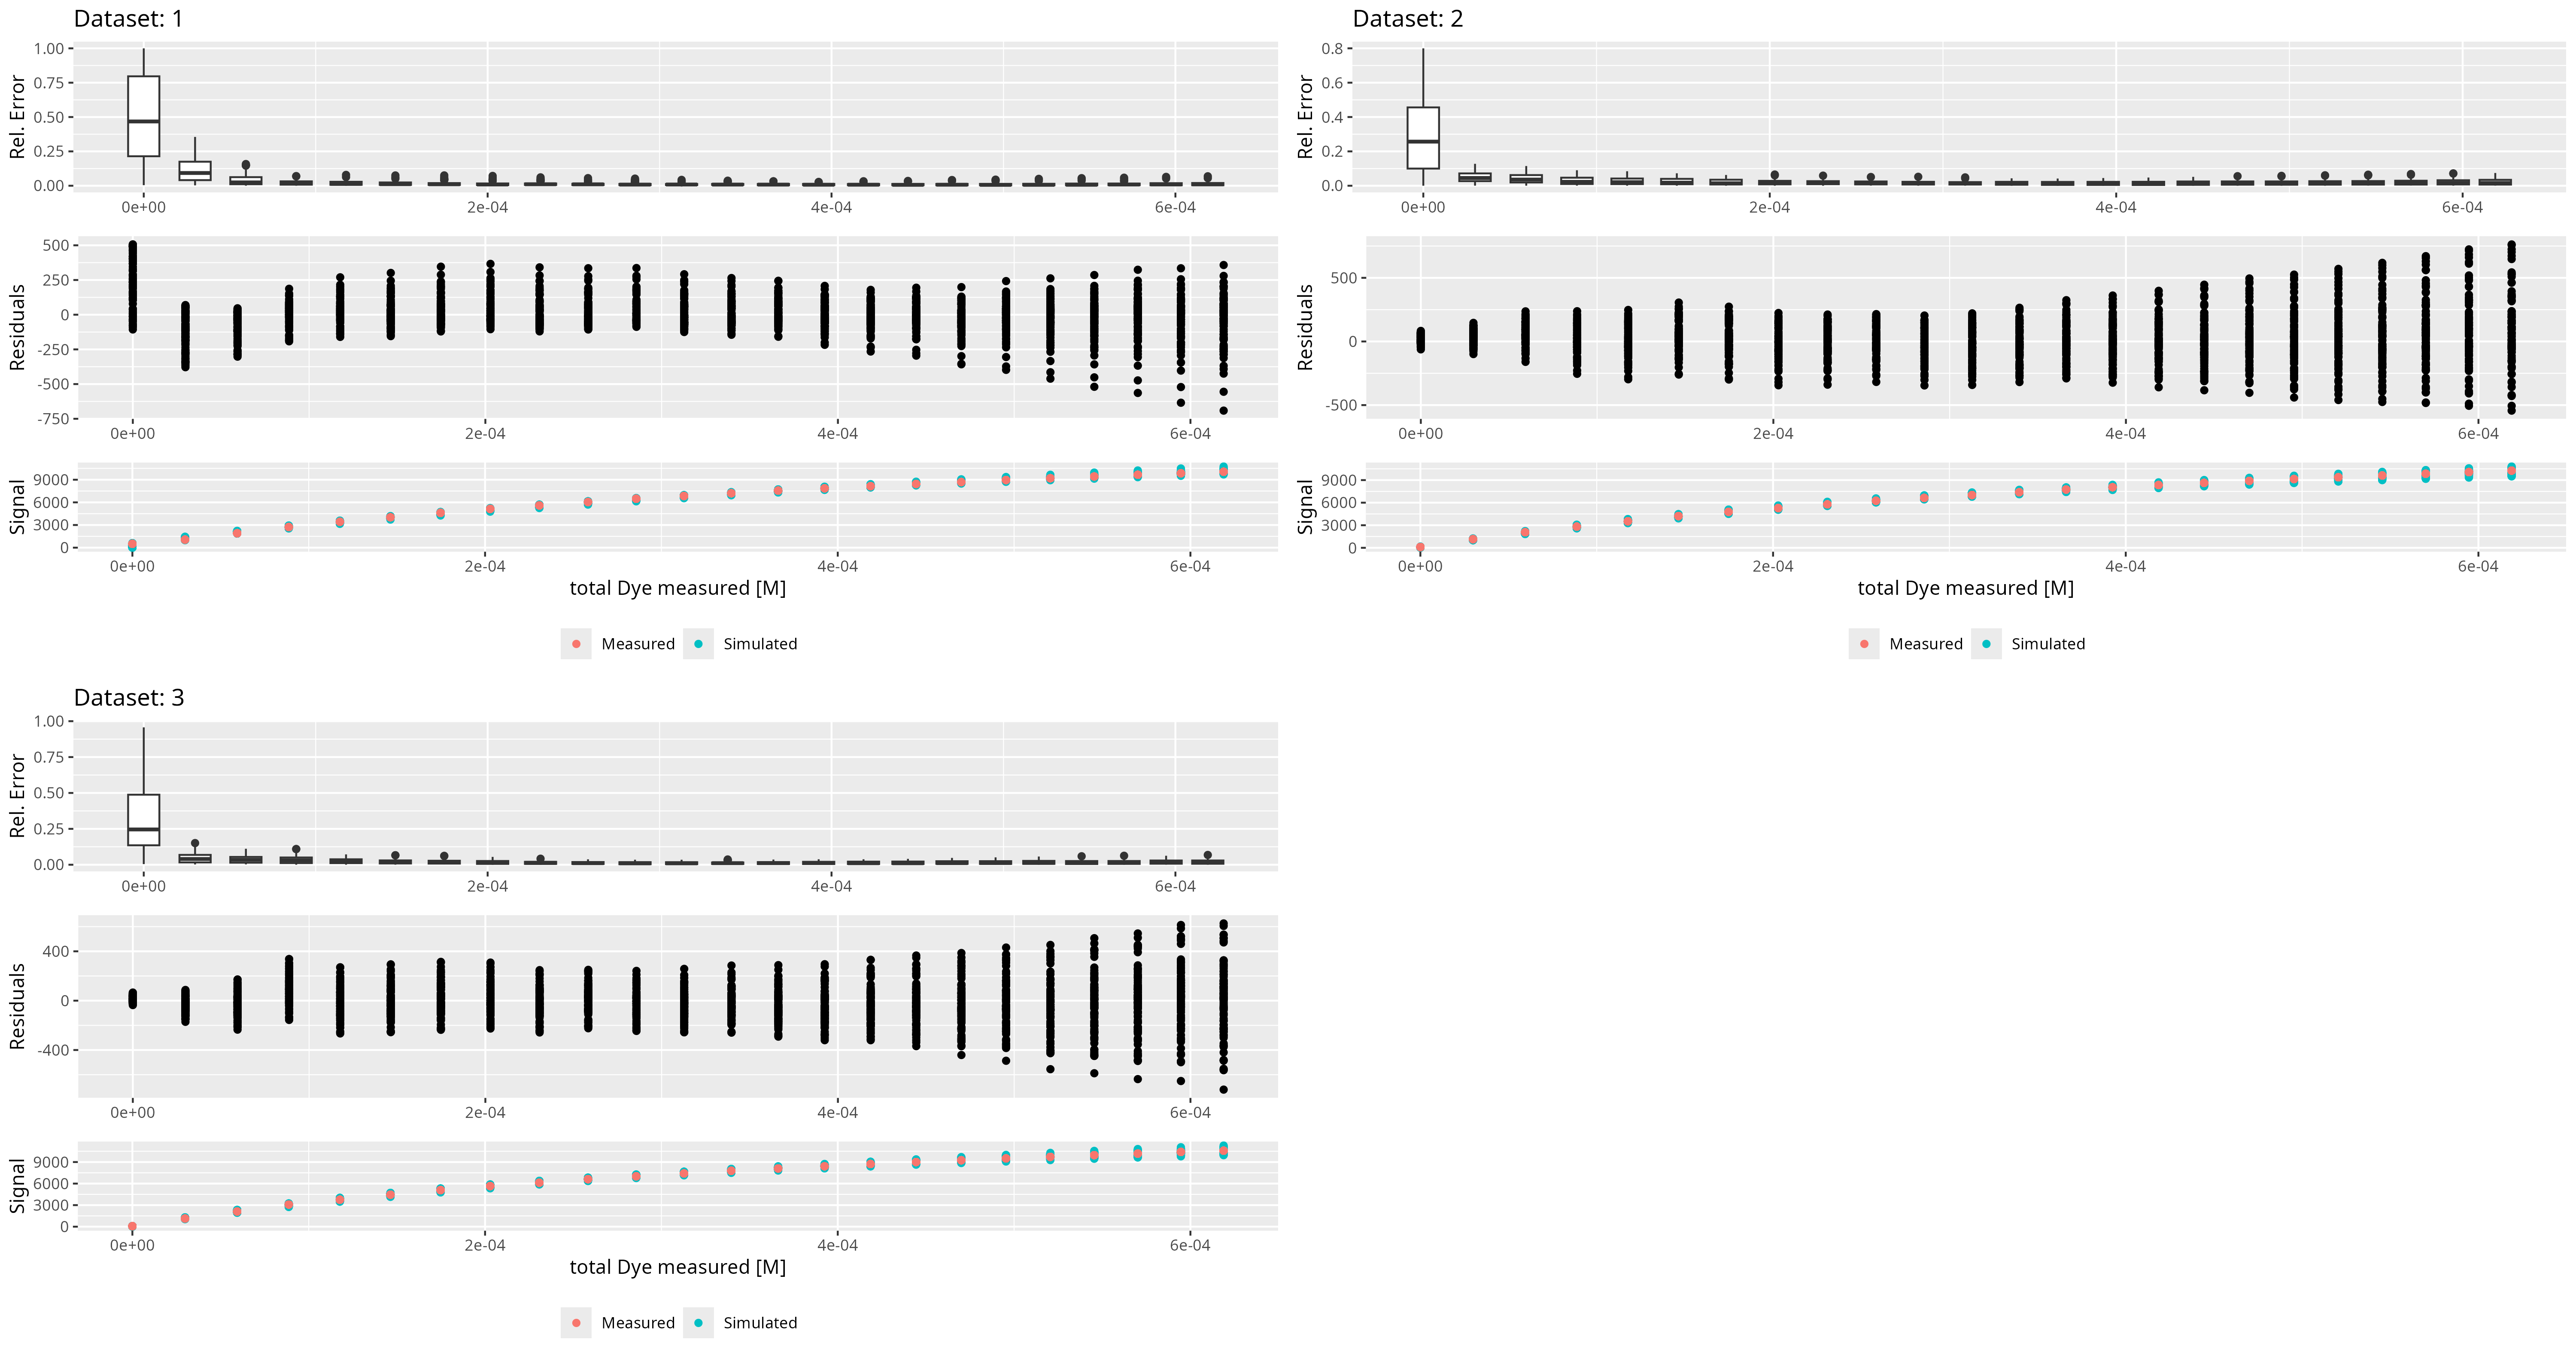 Dataset: 1
Rel. Error
1.00
0.75
0.50
0.25
0.00
0e+00 2e-04 4e-04 6e-04
Residuals
500
250
0
-250
-500
-750
0e+00 2e-04 4e-04 6e-04
Signal
9000
6000
3000
0
0e+00 2e-04 4e-04 6e-04
total Dye measured [M]
Measured Simulated
Dataset: 2
Rel. Error
0.8
0.6
0.4
0.2
0.0
0e+00 2e-04 4e-04 6e-04
Residuals
500
0
-500
0e+00 2e-04 4e-04 6e-04
Signal
9000
6000
3000
0
0e+00 2e-04 4e-04 6e-04
total Dye measured [M]
Measured Simulated
Dataset: 3
Rel. Error
1.00
0.75
0.50
0.25
0.00
0e+00 2e-04 4e-04 6e-04
Residuals
400
0
-400
0e+00 2e-04 4e-04 6e-04
Signal
9000
6000
3000
0
0e+00 2e-04 4e-04 6e-04
total Dye measured [M]
Measured Simulated